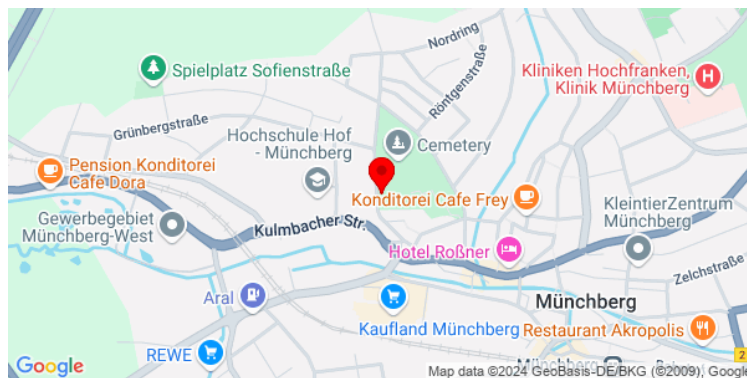 Nordring
Spielplatz Sofienstraße
Röntgenstraße
Kliniken Hochfranken,
Klinik Münchberg
H
Grünbergstraße
Hochschule Hof
- Münchberg
Cemetery
Pension Konditorei
Cafe Dora
Konditorei Cafe Frey
KleintierZentrum
Münchberg
Gewerbegebiet
Münchberg-West
Kulmbacher Str.
Hotel Roßner
Zelchstraße
Aral
Münchberg
Kaufland Münchberg
Restaurant Akropolis
REWE
2
Münchberg
Google
Map data ©2024 GeoBasis-DE/BKG (©2009), Google